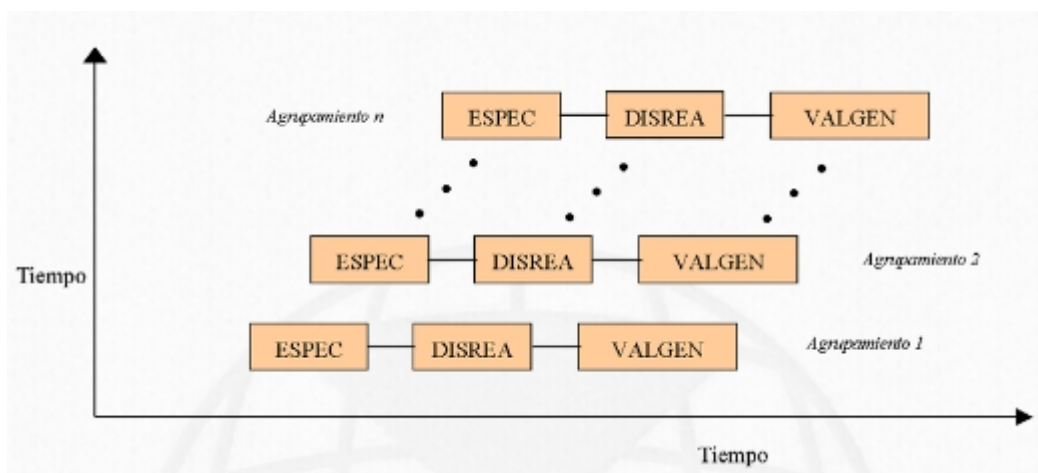 Agrupamiento n
ESPEC DISREA VALGEN
Tiempo
ESPEC DISREA VALGEN
Agrupamiento 2
ESPEC DISREA VALGEN
Agrupamiento 1
Tiempo